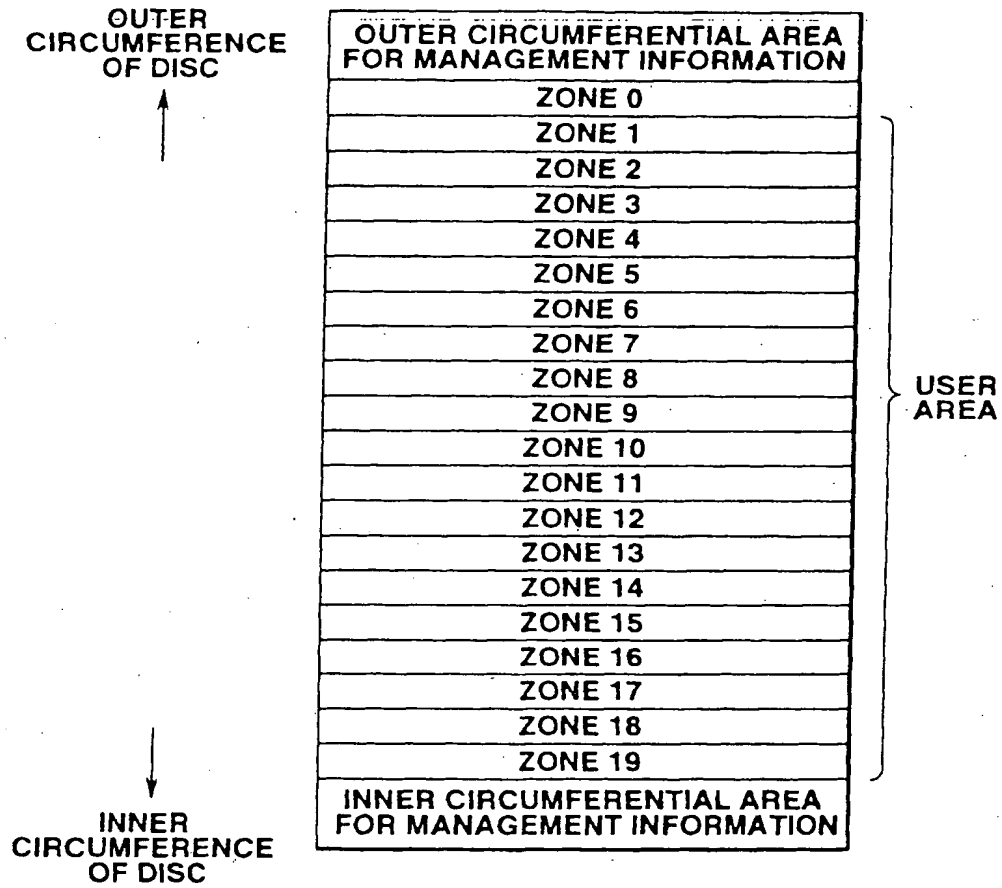 OUTER
CIRCUMFERENCE
OF DISC
OUTER CIRCUMFERENTIAL AREA
FOR MANAGEMENT INFORMATION
ZONE 0
ZONE 1
ZONE 2
ZONE 3
ZONE 4
ZONE 5
ZONE 6
ZONE 7
ZONE 8
ZONE 9
ZONE 10
ZONE 11
ZONE 12
ZONE 13
ZONE 14
ZONE 15
ZONE 16
ZONE 17
ZONE 18
ZONE 19
USER
AREA
INNER CIRCUMFERENTIAL AREA
FOR MANAGEMENT INFORMATION
INNER
CIRCUMFERENCE
OF DISC